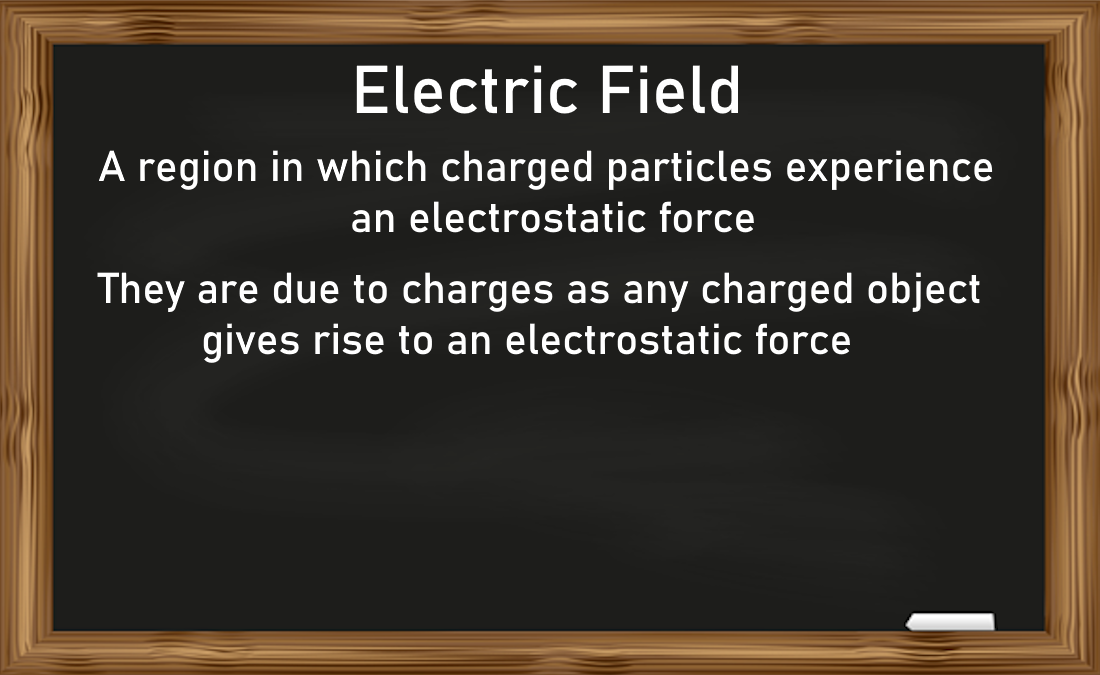 Electric Field
A region in which charged particles experience
an electrostatic force
They are due to charges as any charged object
gives rise to an electrostatic force